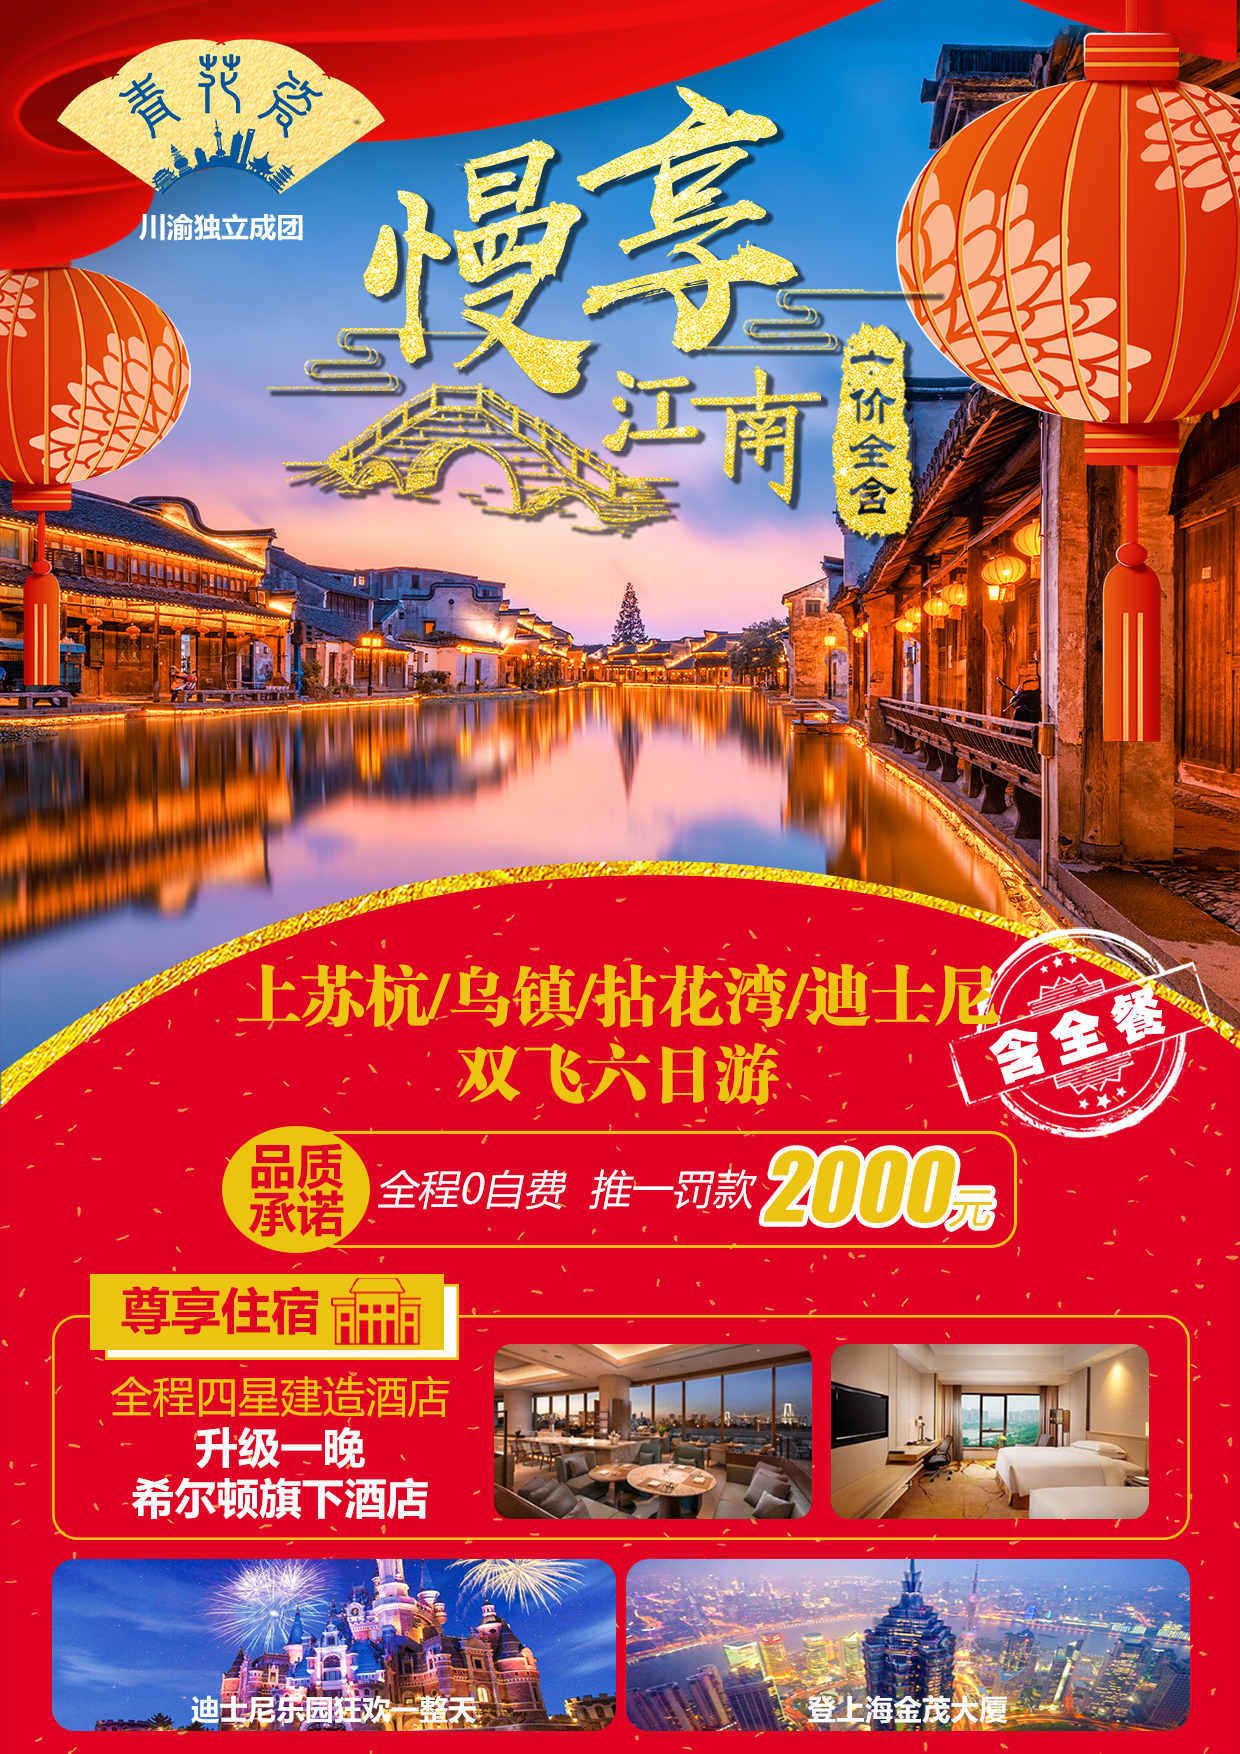 青花瓷
川渝独立成团
慢享
江南
一价全含
上苏杭/乌镇/拈花湾/迪士尼
双飞六日游
含全餐
品质
承诺
全程0自费 推一罚款2000元
尊享住宿
全程四星建造酒店
升级一晚
希尔顿旗下酒店
迪士尼乐园狂欢一整天
登上海金茂大厦